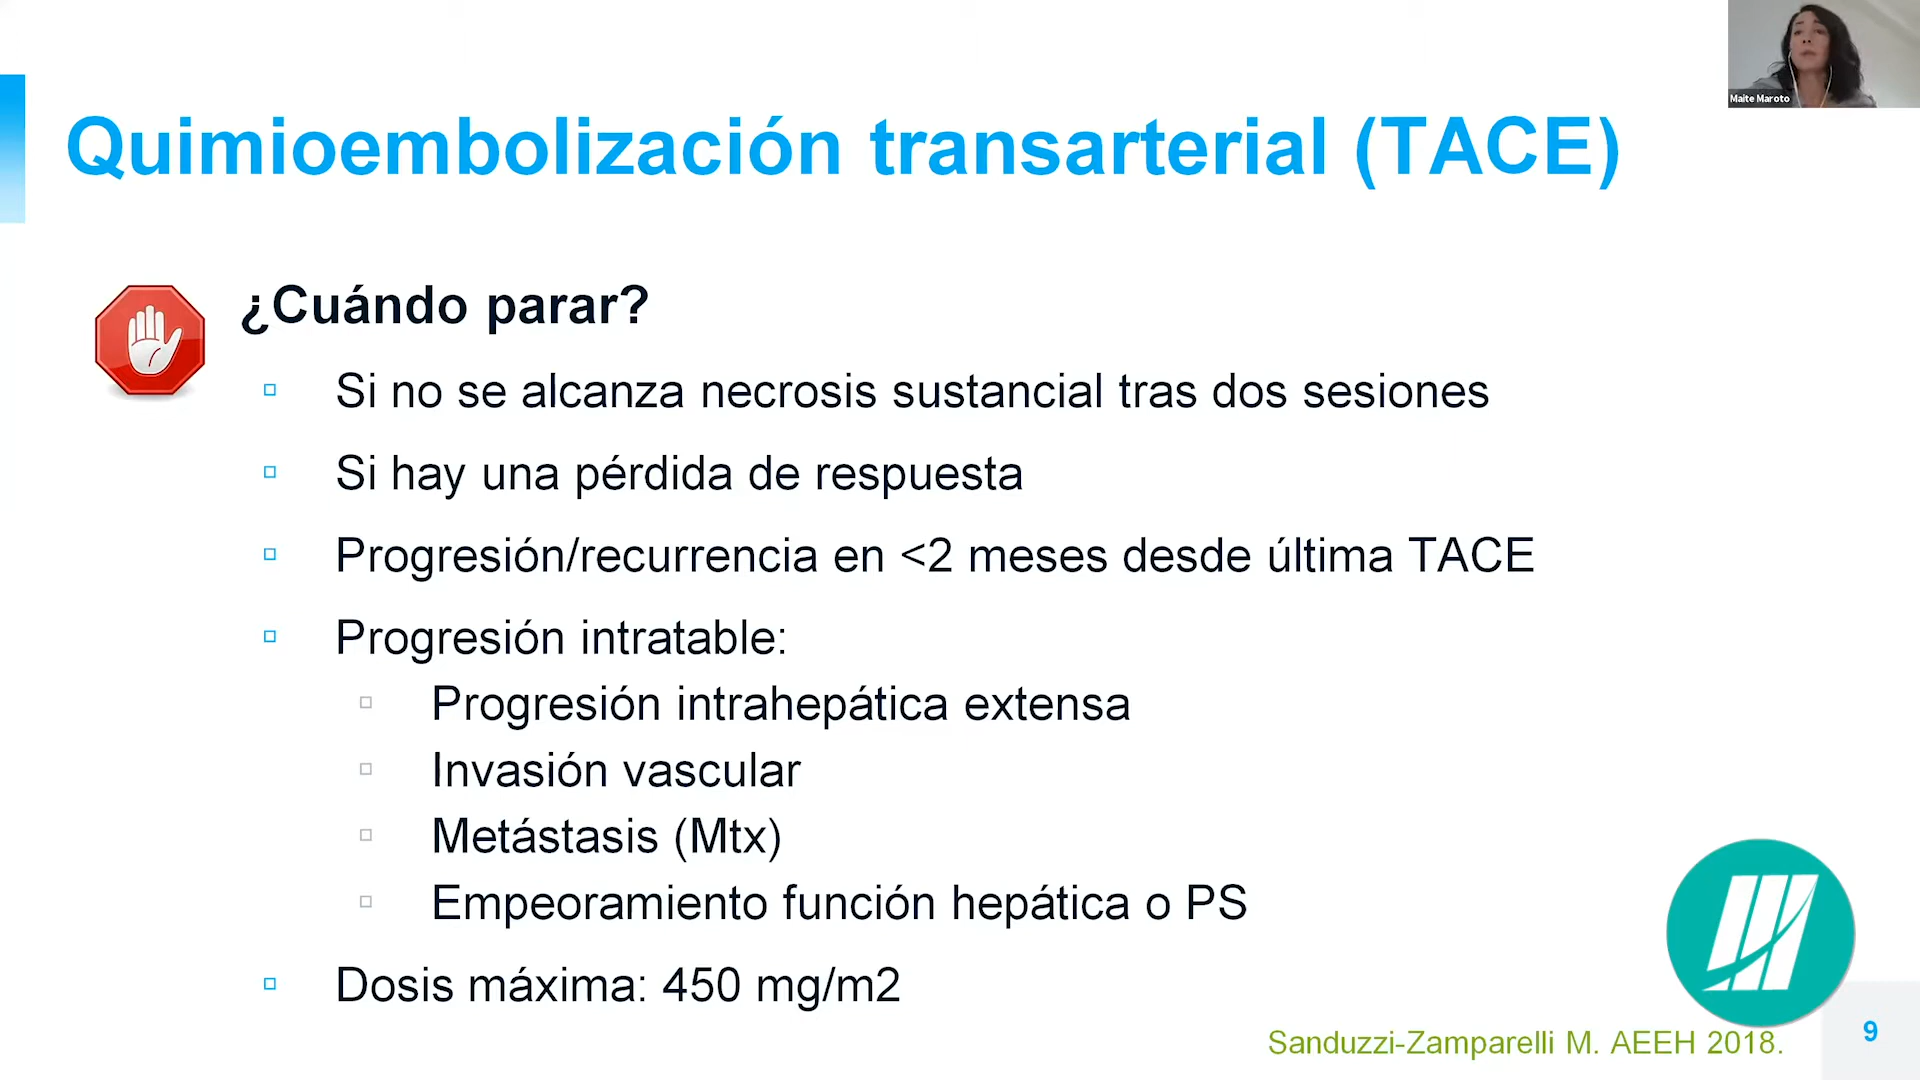 Maite Maroto
Quimioembolización transarterial (TACE)
¿Cuándo parar?
Si no se alcanza necrosis sustancial tras dos sesiones
Si hay una pérdida de respuesta
Progresión/recurrencia en <2 meses desde última TACE
Progresión intratable:
Progresión intrahepática extensa
Invasión vascular
Metástasis (Mtx)
Empeoramiento función hepática o PS
Dosis máxima: 450 mg/m2
Sanduzzi-Zamparelli M. AEEH 2018.
9